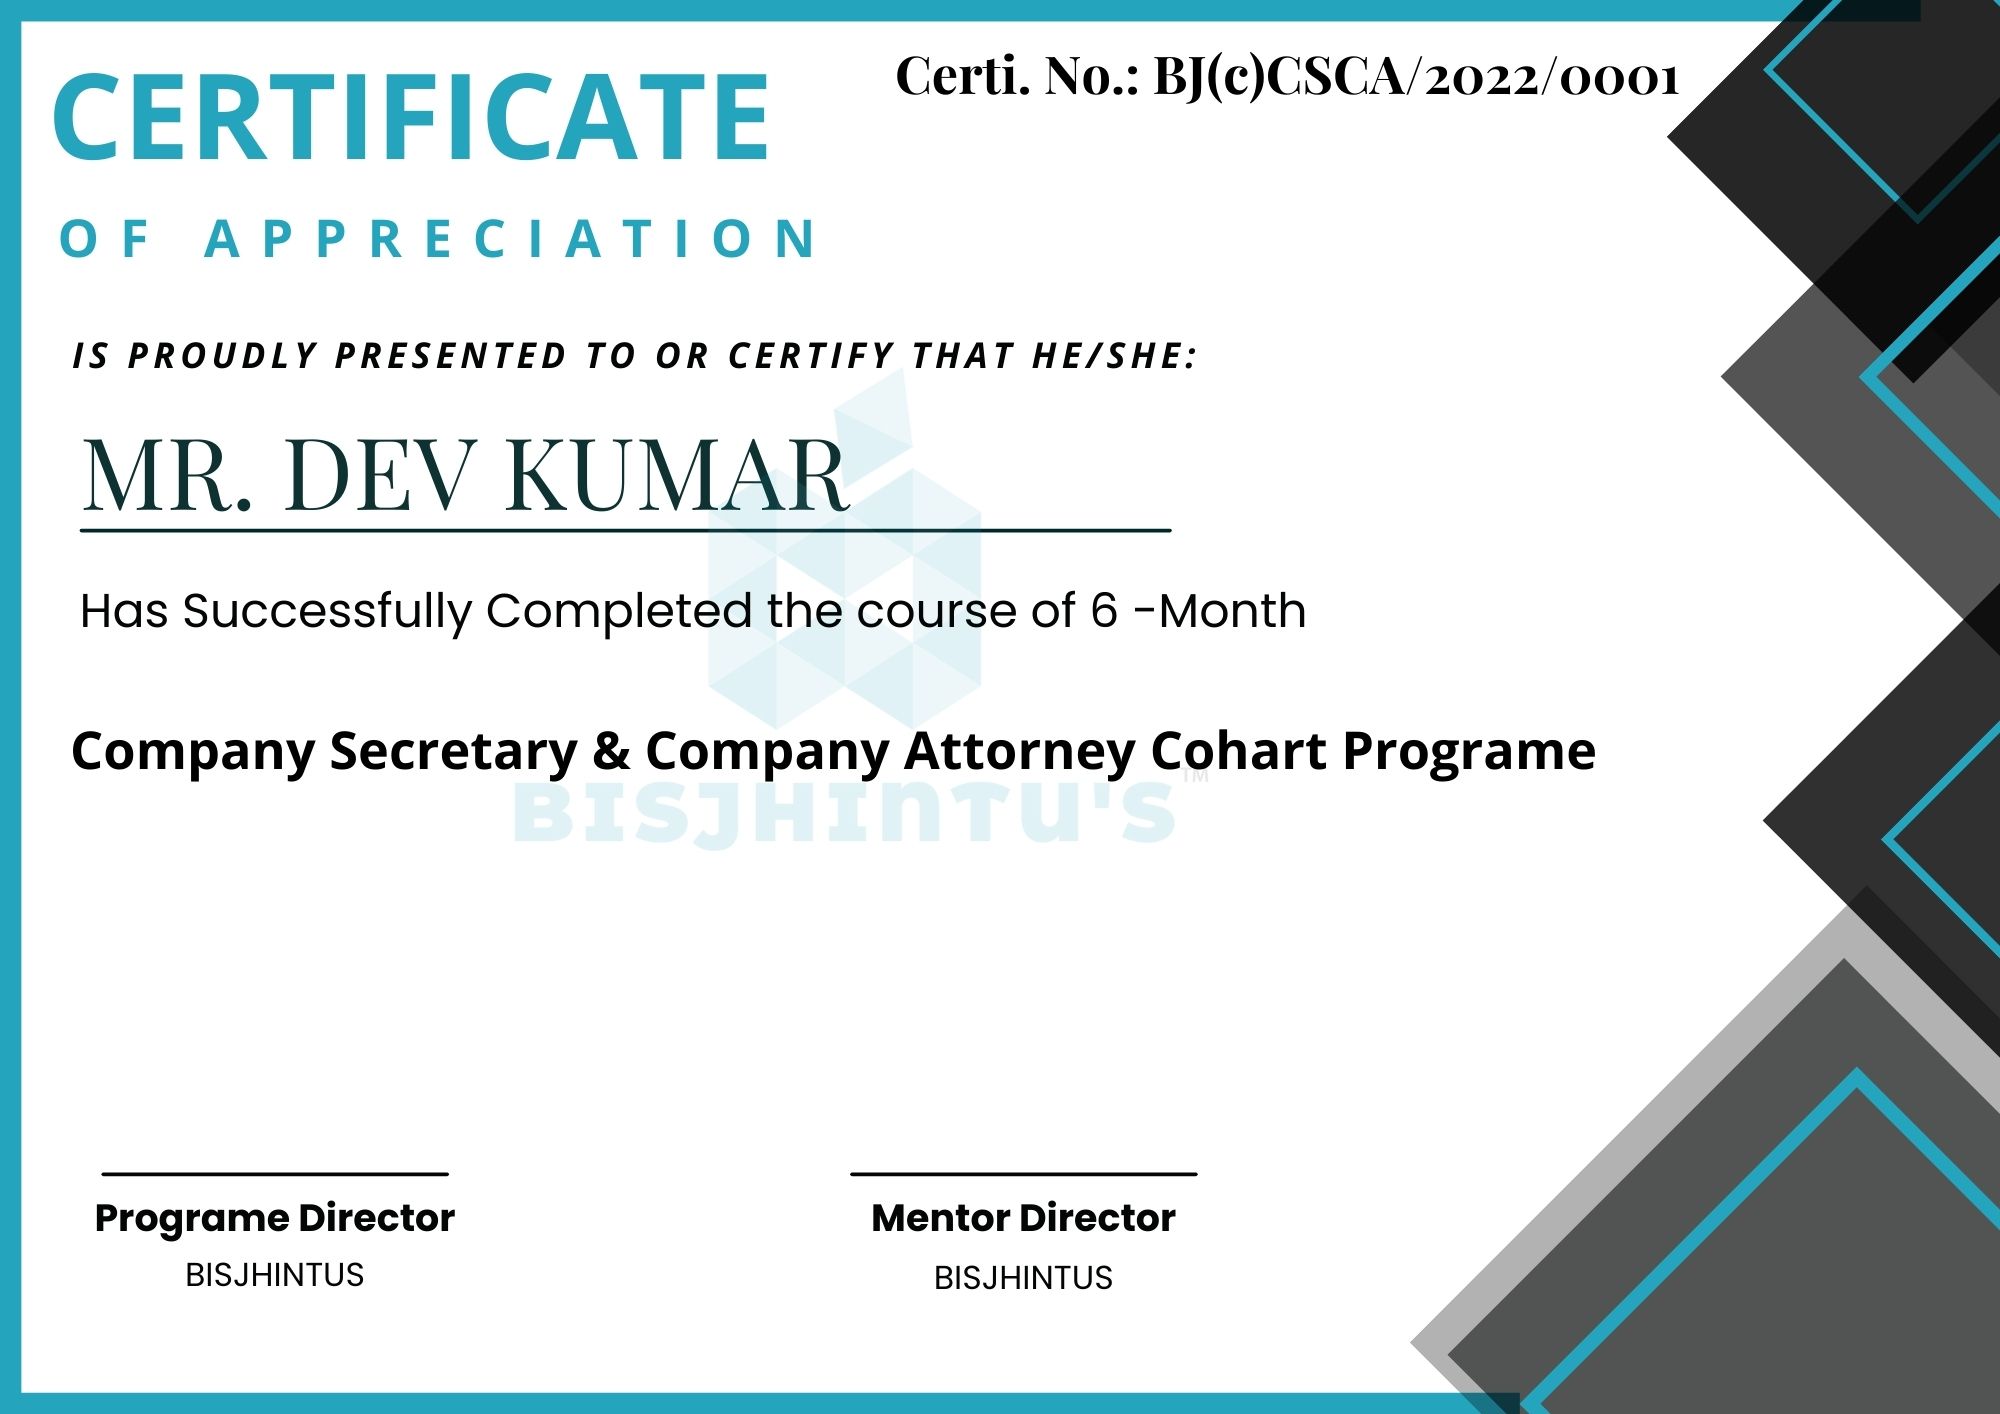 CERTIFICATE
Certi. No.: BJ(c)CSCA/2022/0001
OF APPRECIATION
IS PROUDLY PRESENTED TO OR CERTIFY THAT HE/SHE:
MR. DEV KUMAR
Has Successfully Completed the course of 6 -Month
Company Secretary & Company Attorney Cohart Programe
BISJHINTU'S TM
Programe Director
BISJHINTUS
Mentor Director
BISJHINTUS